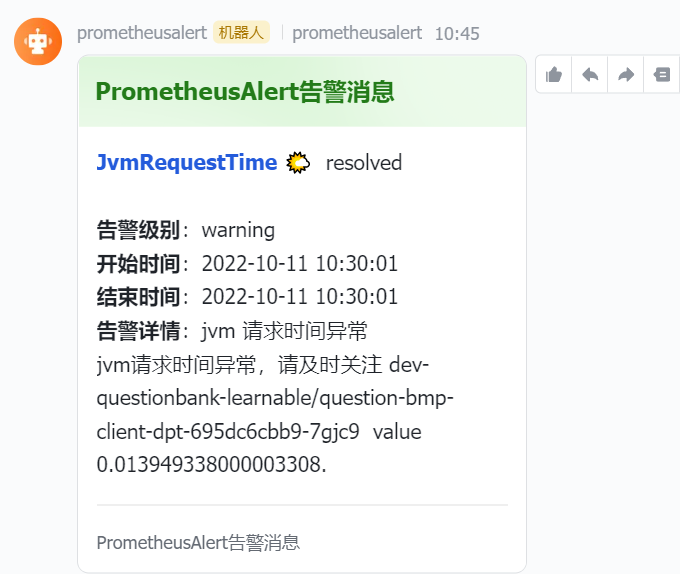 prometheusalert 机器人 prometheusalert 10:45
PrometheusAlert告警消息
JvmRequestTime resolved
告警级别：warning
开始时间：2022-10-11 10:30:01
结束时间：2022-10-11 10:30:01
告警详情：jvm 请求时间异常
jvm请求时间异常，请及时关注 dev-
questionbank-learnable/question-bmp-
client-dpt-695dc6cbb9-7gjc9 value
0.013949338000003308.
PrometheusAlert告警消息